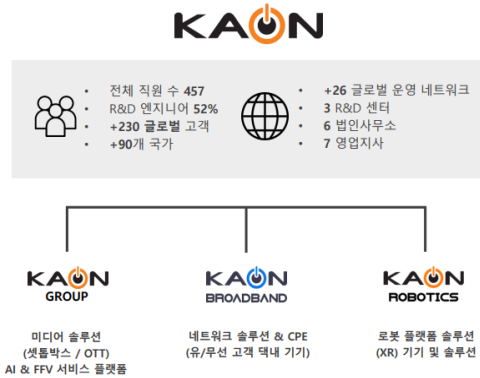 KAON
• 전체 직원 수 457
• R&D 엔지니어 52%
• +230 글로벌 고객
• +90개 국가
• +26 글로벌 운영 네트워크
• 3 R&D 센터
• 6 법인사무소
• 7 영업지사
KAON
GROUP
미디어 솔루션
(셋톱박스 / OTT)
AI & FFV 서비스 플랫폼
KAON
BROADBAND
네트워크 솔루션 & CPE
(유/무선 고객 댁내 기기)
KAON
ROBOTICS
로봇 플랫폼 솔루션
(XR) 기기 및 솔루션